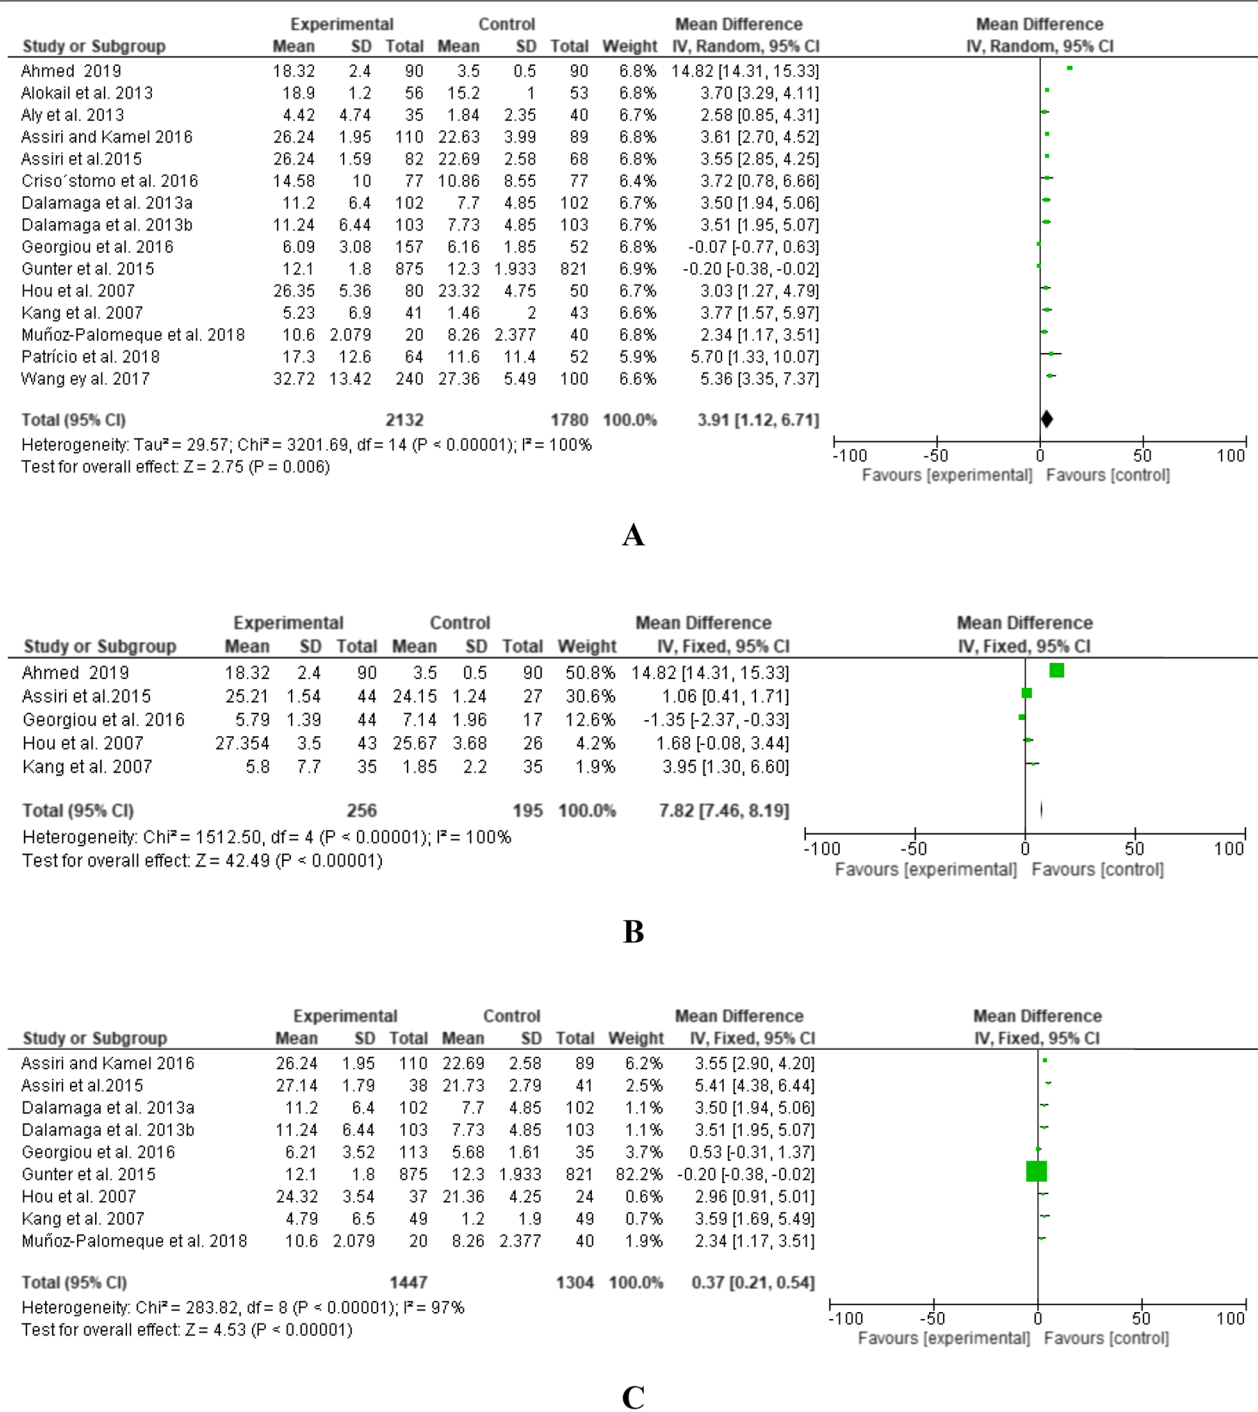 Experimental Control Mean Difference Mean Difference
Study or Subgroup Mean SD Total Mean SD Total Weight IV, Random, 95% CI IV, Random, 95% CI
Ahmed 2019 18.32 2.4 90 3.5 0.5 90 6.8% 14.82 [14.31, 15.33]
Alokail et al. 2013 18.9 1.2 56 15.2 1 53 6.8% 3.70 [3.29, 4.11]
Aly et al. 2013 4.42 4.74 35 1.84 2.35 40 6.7% 2.58 [0.85, 4.31]
Assiri and Kamel 2016 26.24 1.95 110 22.63 3.99 89 6.8% 3.61 [2.70, 4.52]
Assiri et al.2015 26.24 1.59 82 22.69 2.58 68 6.8% 3.55 [2.85, 4.25]
Criso´stomo et al. 2016 14.58 10 77 10.86 8.55 77 6.4% 3.72 [0.78, 6.66]
Dalamaga et al. 2013a 11.2 6.4 102 7.7 4.85 102 6.7% 3.50 [1.94, 5.06]
Dalamaga et al. 2013b 11.24 6.44 103 7.73 4.85 103 6.7% 3.51 [1.95, 5.07]
Georgiou et al. 2016 6.09 3.08 157 6.16 1.85 52 6.8% -0.07 [-0.77, 0.63]
Gunter et al. 2015 12.1 1.8 875 12.3 1.933 821 6.9% -0.20 [-0.38, -0.02]
Hou et al. 2007 26.35 5.36 80 23.32 4.75 50 6.7% 3.03 [1.27, 4.79]
Kang et al. 2007 5.23 6.9 41 1.46 2 43 6.6% 3.77 [1.57, 5.97]
Muñoz-Palomeque et al. 2018 10.6 2.079 20 8.26 2.377 40 6.8% 2.34 [1.17, 3.51]
Patrício et al. 2018 17.3 12.6 64 11.6 11.4 52 5.9% 5.70 [1.33, 10.07]
Wang ey al. 2017 32.72 13.42 240 27.36 5.49 100 6.6% 5.36 [3.35, 7.37]
Total (95% CI) 2132 1780 100.0% 3.91 [1.12, 6.71]
Heterogeneity: Tau² = 29.57; Chi² = 3201.69, df = 14 (P < 0.00001); I² = 100%
Test for overall effect: Z = 2.75 (P = 0.006)
-100 -50 0 50 100
Favours [experimental] Favours [control]
A
Experimental Control Mean Difference Mean Difference
Study or Subgroup Mean SD Total Mean SD Total Weight IV, Fixed, 95% CI IV, Fixed, 95% CI
Ahmed 2019 18.32 2.4 90 3.5 0.5 90 50.8% 14.82 [14.31, 15.33]
Assiri et al.2015 25.21 1.54 44 24.15 1.24 27 30.6% 1.06 [0.41, 1.71]
Georgiou et al. 2016 5.79 1.39 44 7.14 1.96 17 12.6% -1.35 [-2.37, -0.33]
Hou et al. 2007 27.354 3.5 43 25.67 3.68 26 4.2% 1.68 [-0.08, 3.44]
Kang et al. 2007 5.8 7.7 35 1.85 2.2 35 1.9% 3.95 [1.30, 6.60]
Total (95% CI) 256 195 100.0% 7.82 [7.46, 8.19]
Heterogeneity: Chi² = 1512.50, df = 4 (P < 0.00001); I² = 100%
Test for overall effect: Z = 42.49 (P < 0.00001)
-100 -50 0 50 100
Favours [experimental] Favours [control]
B
Experimental Control Mean Difference Mean Difference
Study or Subgroup Mean SD Total Mean SD Total Weight IV, Fixed, 95% CI IV, Fixed, 95% CI
Assiri and Kamel 2016 26.24 1.95 110 22.69 2.58 89 6.2% 3.55 [2.90, 4.20]
Assiri et al.2015 27.14 1.79 38 21.73 2.79 41 2.5% 5.41 [4.38, 6.44]
Dalamaga et al. 2013a 11.2 6.4 102 7.7 4.85 102 1.1% 3.50 [1.94, 5.06]
Dalamaga et al. 2013b 11.24 6.44 103 7.73 4.85 103 1.1% 3.51 [1.95, 5.07]
Georgiou et al. 2016 6.21 3.52 113 5.68 1.61 35 3.7% 0.53 [-0.31, 1.37]
Gunter et al. 2015 12.1 1.8 875 12.3 1.933 821 82.2% -0.20 [-0.38, -0.02]
Hou et al. 2007 24.32 3.54 37 21.36 4.25 24 0.6% 2.96 [0.91, 5.01]
Kang et al. 2007 4.79 6.5 49 1.2 1.9 49 0.7% 3.59 [1.69, 5.49]
Muñoz-Palomeque et al. 2018 10.6 2.079 20 8.26 2.377 40 1.9% 2.34 [1.17, 3.51]
Total (95% CI) 1447 1304 100.0% 0.37 [0.21, 0.54]
Heterogeneity: Chi² = 283.82, df = 8 (P < 0.00001); I² = 97%
Test for overall effect: Z = 4.53 (P < 0.00001)
-100 -50 0 50 100
Favours [experimental] Favours [control]
C